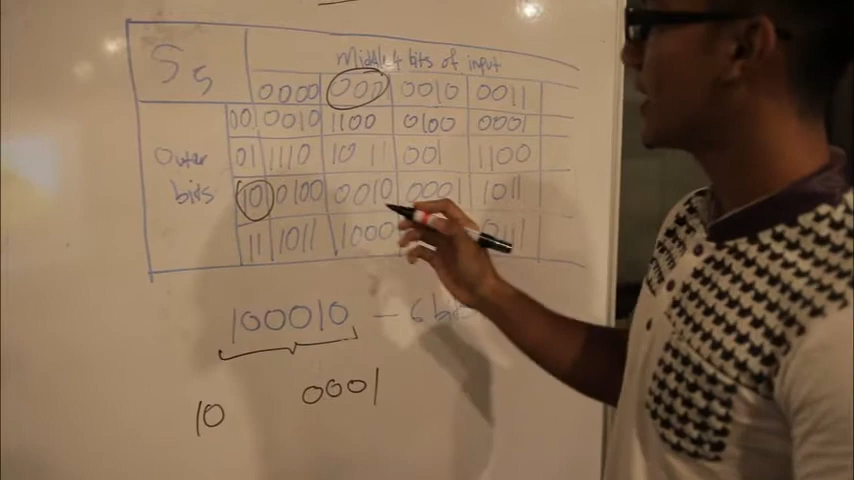 S5 Middle 4 bits of input
0000 0001 0010 0011
00 0010 1100 0100 0001
Outer bits
01 1110 1011 001 1100
10 0100 0010 0001 1011
11 1011 1000
100010 - 6 bits
10 0001